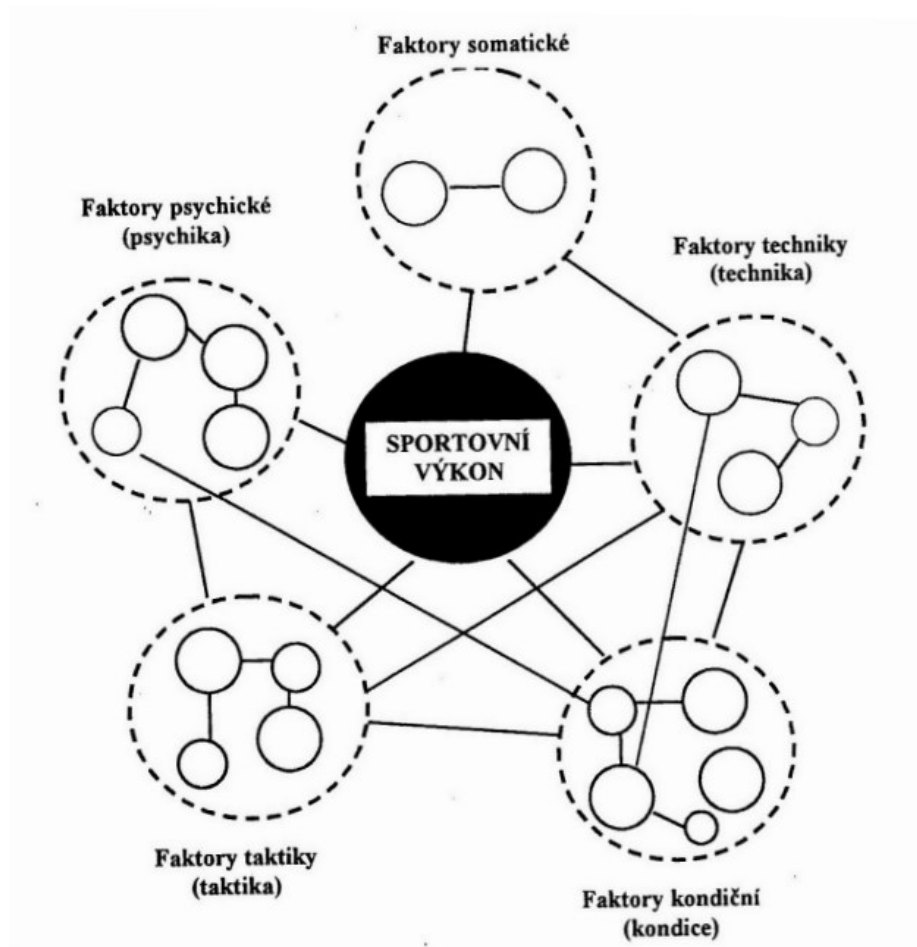 Faktory somatické
Faktory psychické
(psychika)
Faktory techniky
(technika)
SPORTOVNÍ
VÝKON
Faktory taktiky
(taktika)
Faktory kondiční
(kondice)